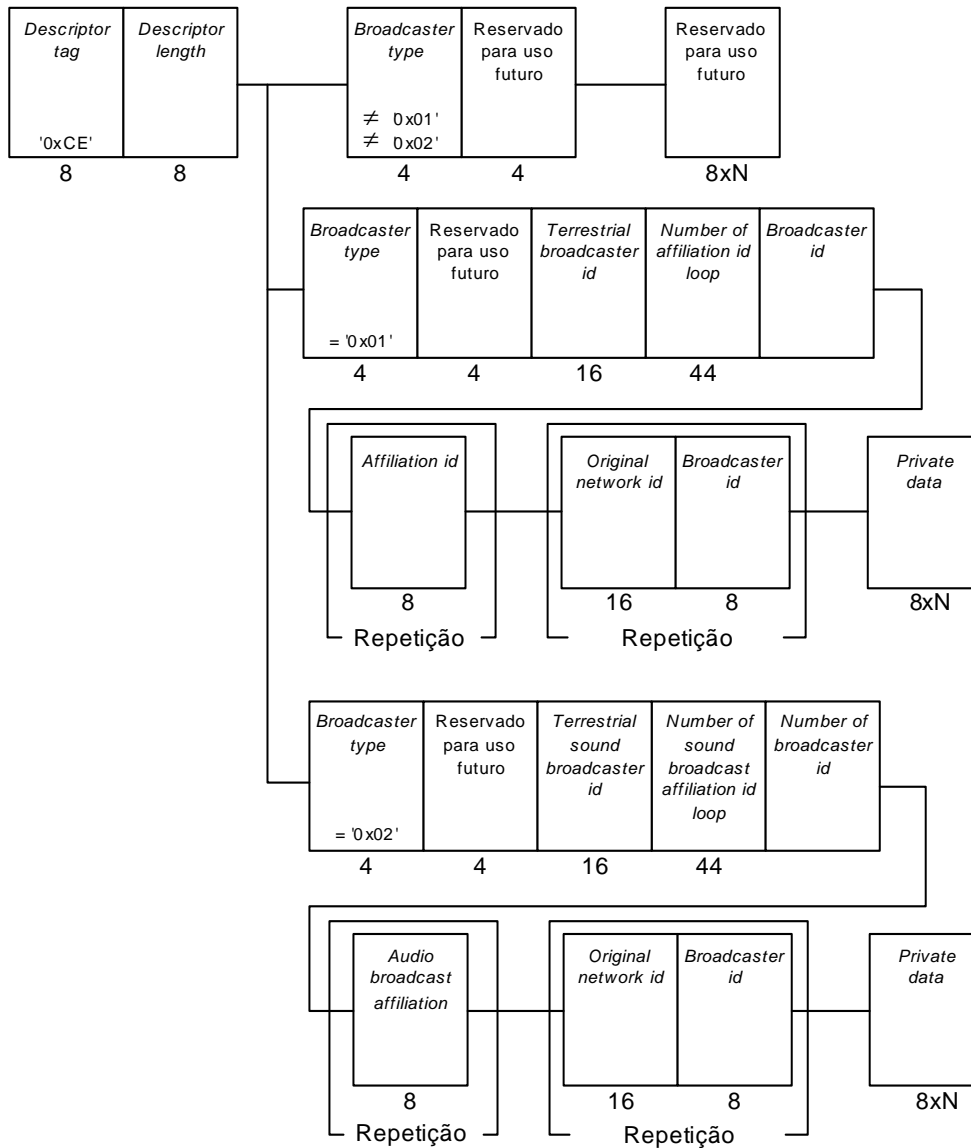 Descriptor
tag
'0xCE'
8
Descriptor
length
8
Broadcaster
type
≠ '0x01'
≠ '0x02'
4
Reservado
para uso
futuro
4
Reservado
para uso
futuro
8xN
Broadcaster
type
= '0x01'
4
Reservado
para uso
futuro
4
Terrestrial
broadcaster
id
16
Number of
affiliation id
loop
44
Broadcaster
id
Affiliation id
8
Repetição
Original
network id
16
Broadcaster
id
8
Repetição
Private
data
8xN
Broadcaster
type
= '0x02'
4
Reservado
para uso
futuro
4
Terrestrial
sound
broadcaster
id
16
Number of
sound
broadcast
affiliation id
loop
44
Number of
broadcaster
id
Audio
broadcast
affiliation
8
Repetição
Original
network id
16
Broadcaster
id
8
Repetição
Private
data
8xN